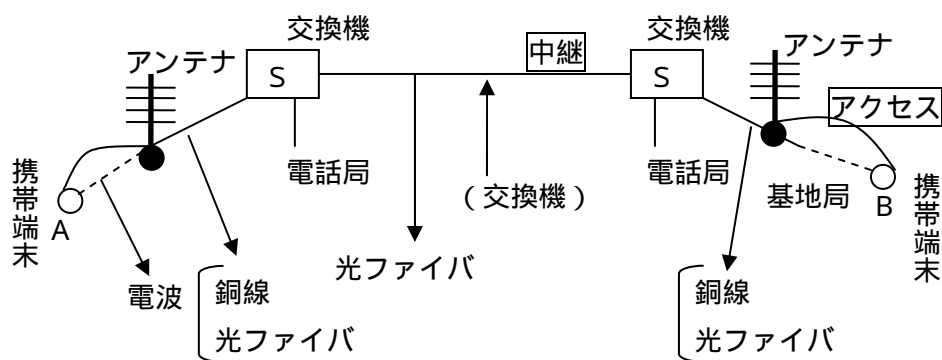 交換機
交換機
アンテナ
中継
アンテナ
S
S
アクセス
電話局
(交換機)
電話局
基地局
携帯端末
A
B
携帯端末
光ファイバ
電波
銅線
光ファイバ
銅線
光ファイバ